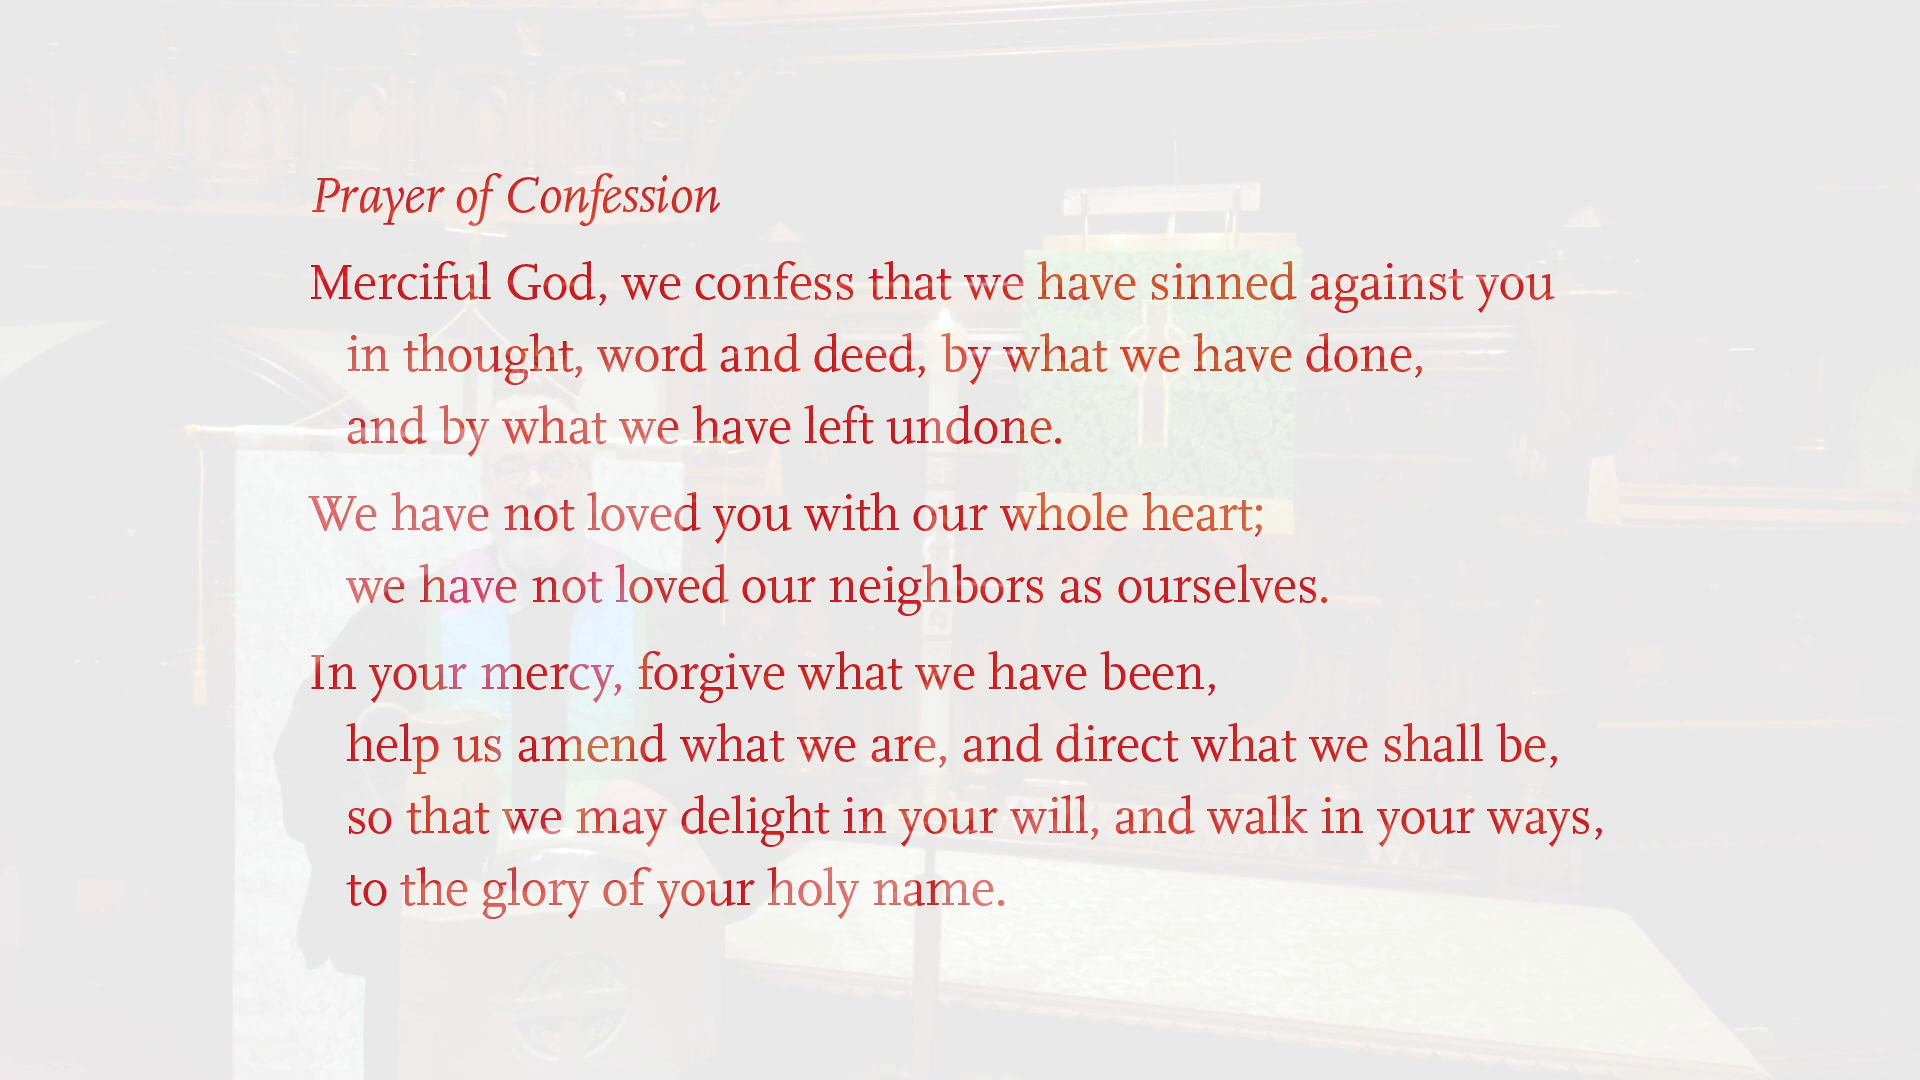 Prayer of Confession
Merciful God, we confess that we have sinned against you
in thought, word and deed, by what we have done,
and by what we have left undone.
We have not loved you with our whole heart;
we have not loved our neighbors as ourselves.
In your mercy, forgive what we have been,
help us amend what we are, and direct what we shall be,
so that we may delight in your will, and walk in your ways,
to the glory of your holy name.